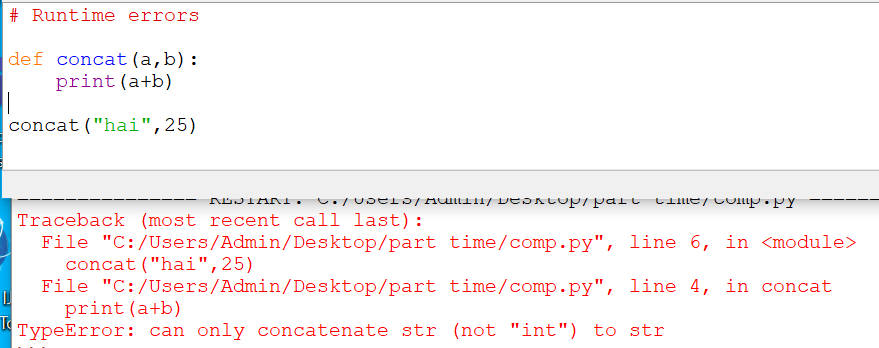 # Runtime errors
def concat(a,b):
    print(a+b)
concat("hai",25)
RESTART: C:/Users/Admin/Desktop/part time/comp.py
Traceback (most recent call last):
  File "C:/Users/Admin/Desktop/part time/comp.py", line 6, in <module>
    concat("hai",25)
  File "C:/Users/Admin/Desktop/part time/comp.py", line 4, in concat
    print(a+b)
TypeError: can only concatenate str (not "int") to str